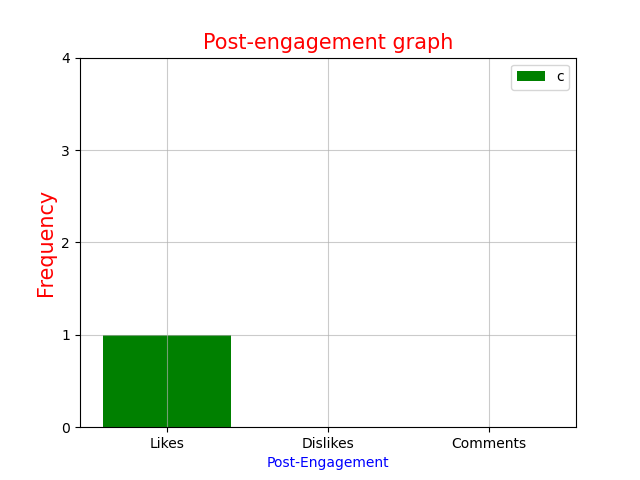 Post-engagement graph
c
4
3
2
1
0
Frequency
Likes Dislikes Comments
Post-Engagement